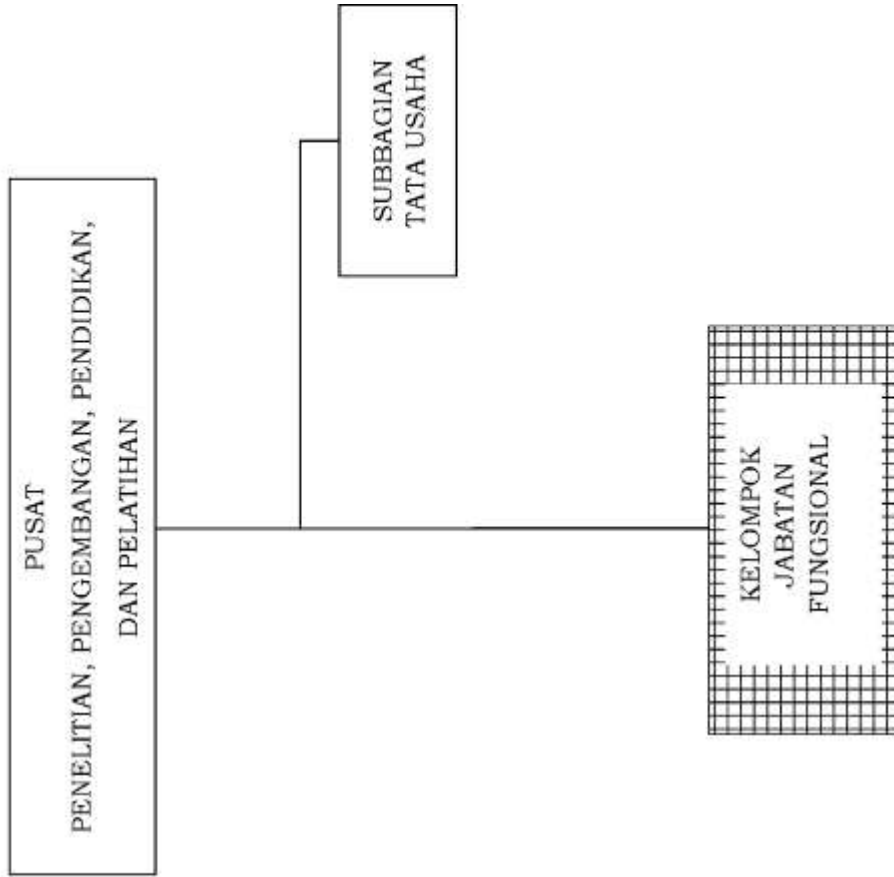 PUSAT
PENELITIAN, PENGEMBANGAN, PENDIDIKAN,
DAN PELATIHAN
SUBBAGIAN
TATA USAHA
KELOMPOK
JABATAN
FUNGSIONAL